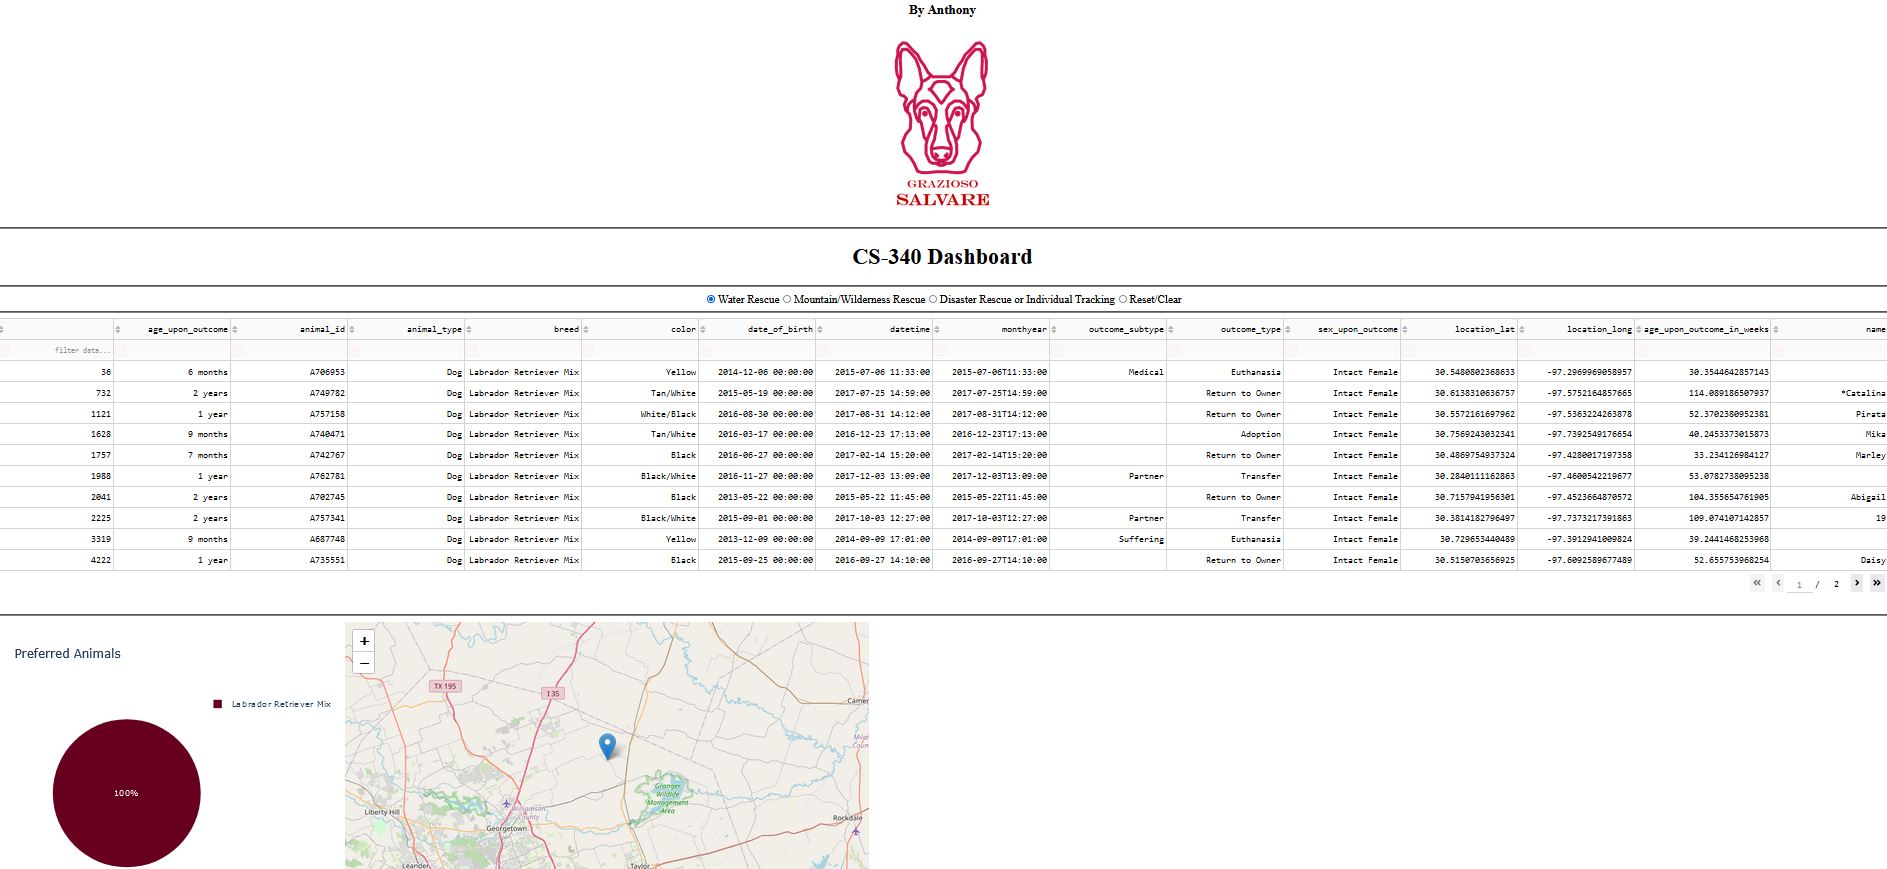 By Anthony
GRAZIOSO
SALVARE
CS-340 Dashboard
Water Rescue Mountain/Wilderness Rescue Disaster Rescue or Individual Tracking Reset/Clear
age_upon_outcome animal_id animal_type breed color date_of_birth datetime monthyear outcome_subtype outcome_type sex_upon_outcome location_lat location_long age_upon_outcome_in_weeks name
filter data...
36 6 months A706953 Dog Labrador Retriever Mix Yellow 2014-12-06 00:00:00 2015-07-06 11:33:00 2015-07-06T11:33:00 Medical Euthanasia Intact Female 30.5480802368633 -97.2969969058957 30.3544642857143
732 2 years A749782 Dog Labrador Retriever Mix Tan/White 2015-05-19 00:00:00 2017-07-25 14:59:00 2017-07-25T14:59:00 Return to Owner Intact Female 30.6138310636757 -97.5752164857665 114.089186507937 *Catalina
1121 1 year A757158 Dog Labrador Retriever Mix White/Black 2016-08-30 00:00:00 2017-08-31 14:12:00 2017-08-31T14:12:00 Return to Owner Intact Female 30.5572161697962 -97.5363224263878 52.3702380952381 Pirata
1628 9 months A740471 Dog Labrador Retriever Mix Tan/White 2016-03-17 00:00:00 2016-12-23 17:13:00 2016-12-23T17:13:00 Adoption Intact Female 30.7569243032341 -97.7392549176654 40.2453373015873 Mika
1757 7 months A742767 Dog Labrador Retriever Mix Black 2016-06-27 00:00:00 2017-02-14 15:20:00 2017-02-14T15:20:00 Return to Owner Intact Female 30.4869754937324 -97.4280017197358 33.234126984127 Marley
1988 1 year A762781 Dog Labrador Retriever Mix Black/White 2016-11-27 00:00:00 2017-12-03 13:09:00 2017-12-03T13:09:00 Partner Transfer Intact Female 30.2840111162863 -97.4600542219677 53.0782738095238
2041 2 years A702745 Dog Labrador Retriever Mix Black 2013-05-22 00:00:00 2015-05-22 11:45:00 2015-05-22T11:45:00 Return to Owner Intact Female 30.7157941956301 -97.4523664870572 104.355654761905 Abigail
2225 2 years A757341 Dog Labrador Retriever Mix Black/White 2015-09-01 00:00:00 2017-10-03 12:27:00 2017-10-03T12:27:00 Partner Transfer Intact Female 30.3814182796497 -97.7373217391863 109.074107142857 19
3319 9 months A687748 Dog Labrador Retriever Mix Yellow 2013-12-09 00:00:00 2014-09-09 17:01:00 2014-09-09T17:01:00 Suffering Euthanasia Intact Female 30.729653440489 -97.3912941009824 39.2441468253968
4222 1 year A735551 Dog Labrador Retriever Mix Black 2015-09-25 00:00:00 2016-09-27 14:10:00 2016-09-27T14:10:00 Return to Owner Intact Female 30.5150703656925 -97.6092589677489 52.655753968254 Daisy
« ‹ 1 / 2 › »
Preferred Animals
Labrador Retriever Mix
100%
+
−
TX 195
I 35
Camer
Milam
Coun
Granger
Wildlife
Management
Area
Liberty Hill
Williamson
County
Georgetown
Rockdale
Leander
Taylor